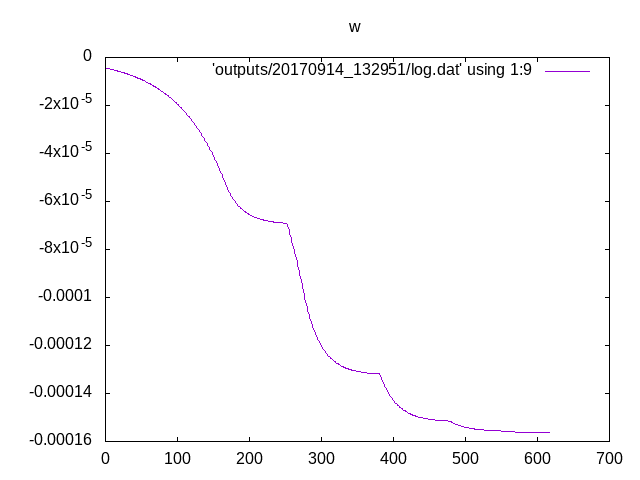 w
0
'outputs/20170914_132951/log.dat' using 1:9
-2x10-5
-4x10-5
-6x10-5
-8x10-5
-0.0001
-0.00012
-0.00014
-0.00016
0 100 200 300 400 500 600 700